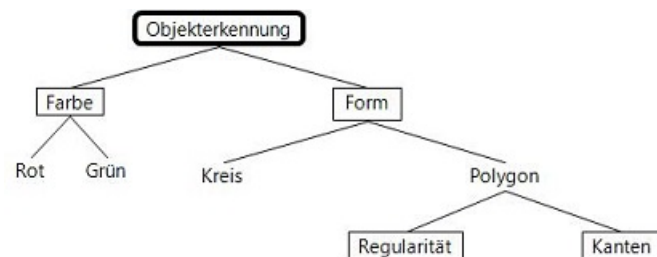 Objekterkennung
Farbe
Form
Rot
Grün
Kreis
Polygon
Regularität
Kanten